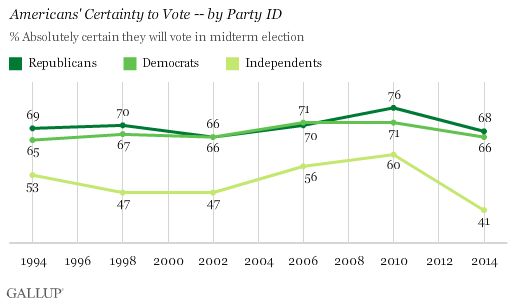 Americans' Certainty to Vote -- by Party ID
% Absolutely certain they will vote in midterm election
Republicans Democrats Independents
69 70 66 71 76 68
65 67 66 70 71 66
53 47 47 56 60 41
1994 1996 1998 2000 2002 2004 2006 2008 2010 2012 2014
GALLUP®